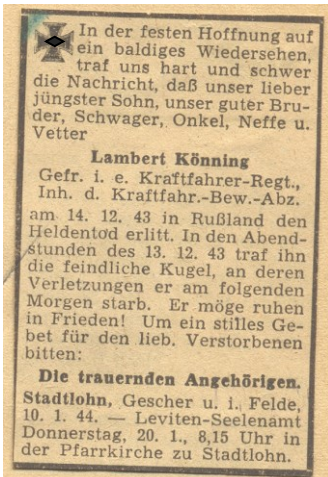 In der festen Hoffnung auf
ein baldiges Wiedersehen,
traf uns hart und schwer
die Nachricht, daß unser lieber
jüngster Sohn, unser guter Bru-
der, Schwager, Onkel, Neffe u.
Vetter
Lambert Könning
Gefr. i. e. Kraftfahrer-Regt.,
Inh. d. Kraftfahr.-Bew.-Abz.
am 14. 12. 43 in Rußland den
Heldentod erlitt. In den Abend-
stunden des 13. 12. 43 traf ihn
die feindliche Kugel, an deren
Verletzungen er am folgenden
Morgen starb. Er möge ruhen
in Frieden! Um ein stilles Ge-
bet für den lieb. Verstorbenen
bitten:
Die trauernden Angehörigen.
Stadtlohn, Gescher u. i. Felde,
10. 1. 44. — Leviten-Seelenamt
Donnerstag, 20. 1., 8,15 Uhr in
der Pfarrkirche zu Stadtlohn.